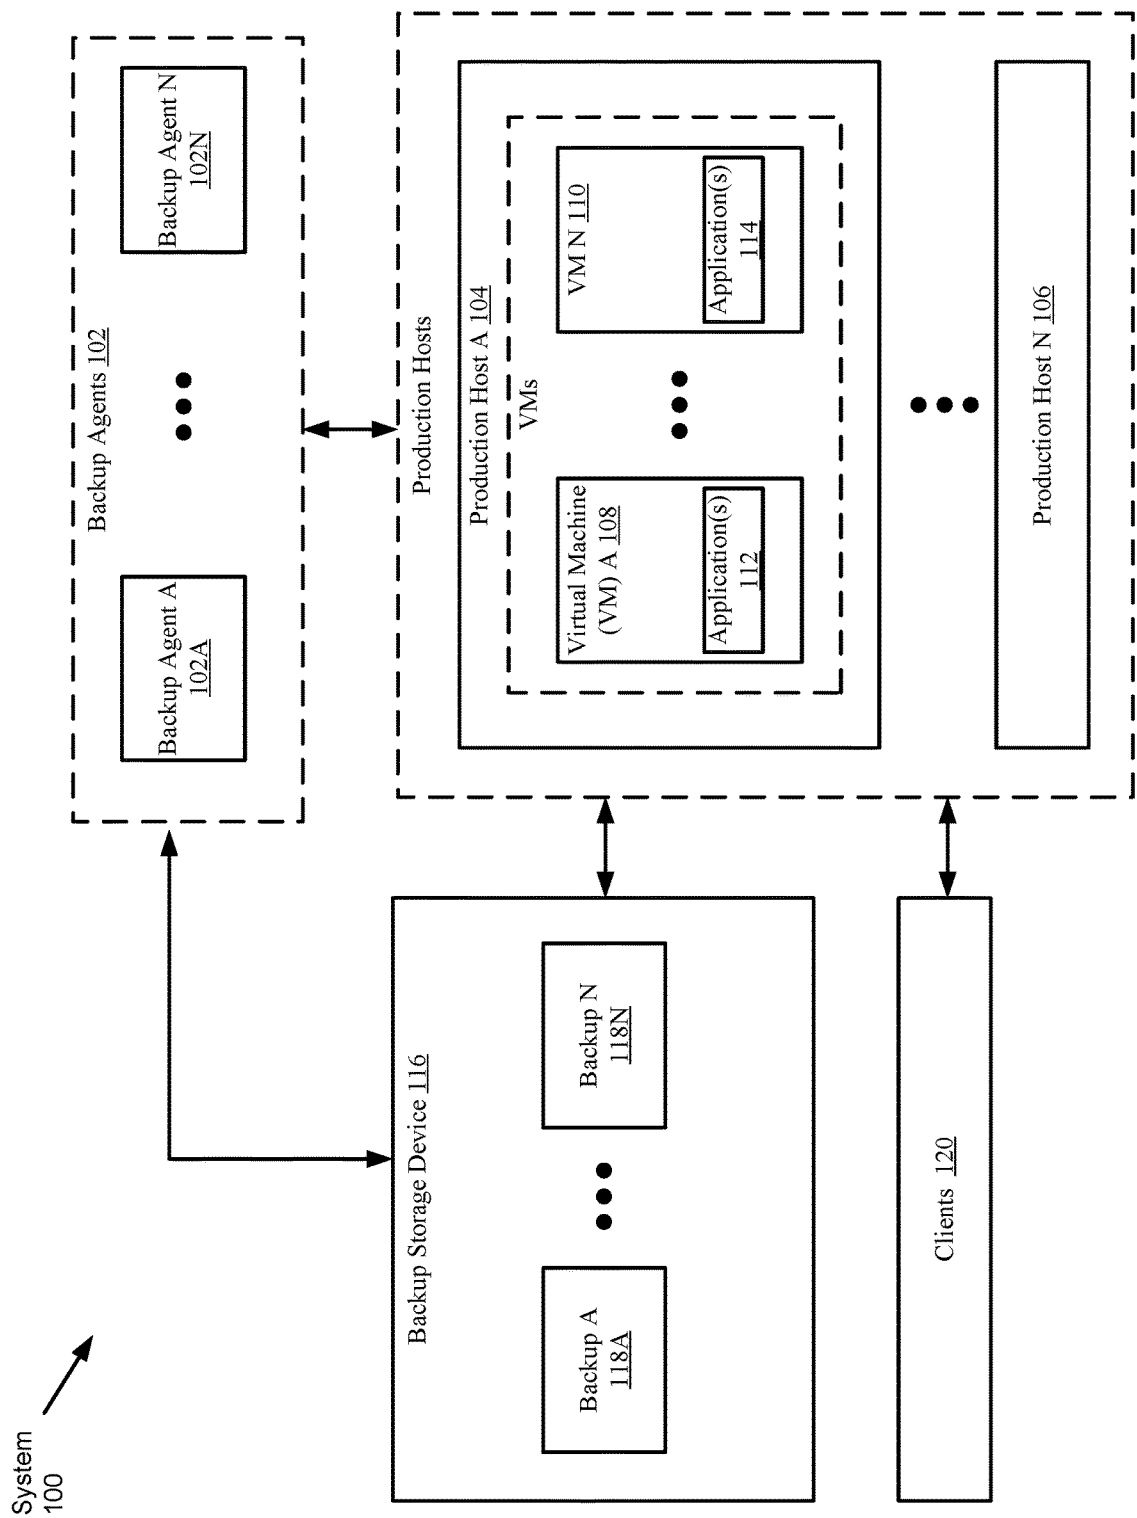 System
100
Backup Agents 102
Backup Agent A
102A
Backup Agent N
102N
Backup Storage Device 116
Backup A
118A
Backup N
118N
Production Hosts
Production Host A 104
VMs
Virtual Machine
(VM) A 108
Application(s)
112
VM N 110
Application(s)
114
Production Host N 106
Clients 120